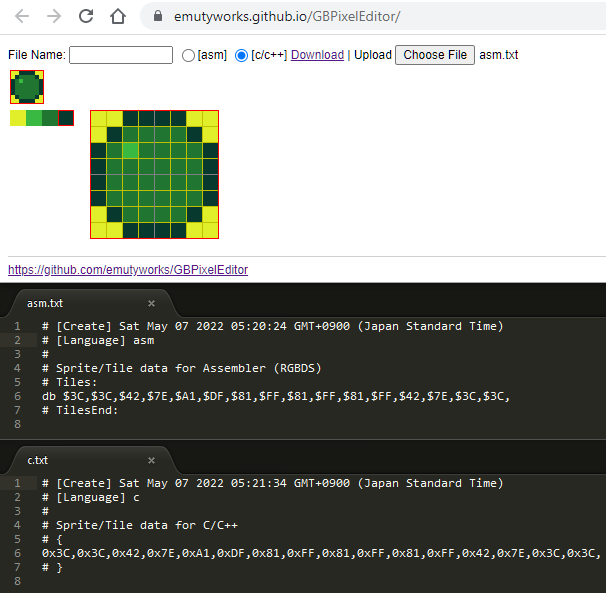 emutyworks.github.io/GBPixelEditor/
File Name: [asm] [c/c++] Download | Upload Choose File asm.txt
https://github.com/emutyworks/GBPixelEditor
asm.txt ×
1 # [Create] Sat May 07 2022 05:20:24 GMT+0900 (Japan Standard Time)
2 # [Language] asm
3 #
4 # Sprite/Tile data for Assembler (RGBDS)
5 # Tiles:
6 db $3C,$3C,$42,$7E,$A1,$DF,$81,$FF,$81,$FF,$81,$FF,$42,$7E,$3C,$3C,
7 # TilesEnd:
8
c.txt ×
1 # [Create] Sat May 07 2022 05:21:34 GMT+0900 (Japan Standard Time)
2 # [Language] c
3 #
4 # Sprite/Tile data for C/C++
5 # {
6 0x3C,0x3C,0x42,0x7E,0xA1,0xDF,0x81,0xFF,0x81,0xFF,0x81,0xFF,0x42,0x7E,0x3C,0x3C,
7 # }
8